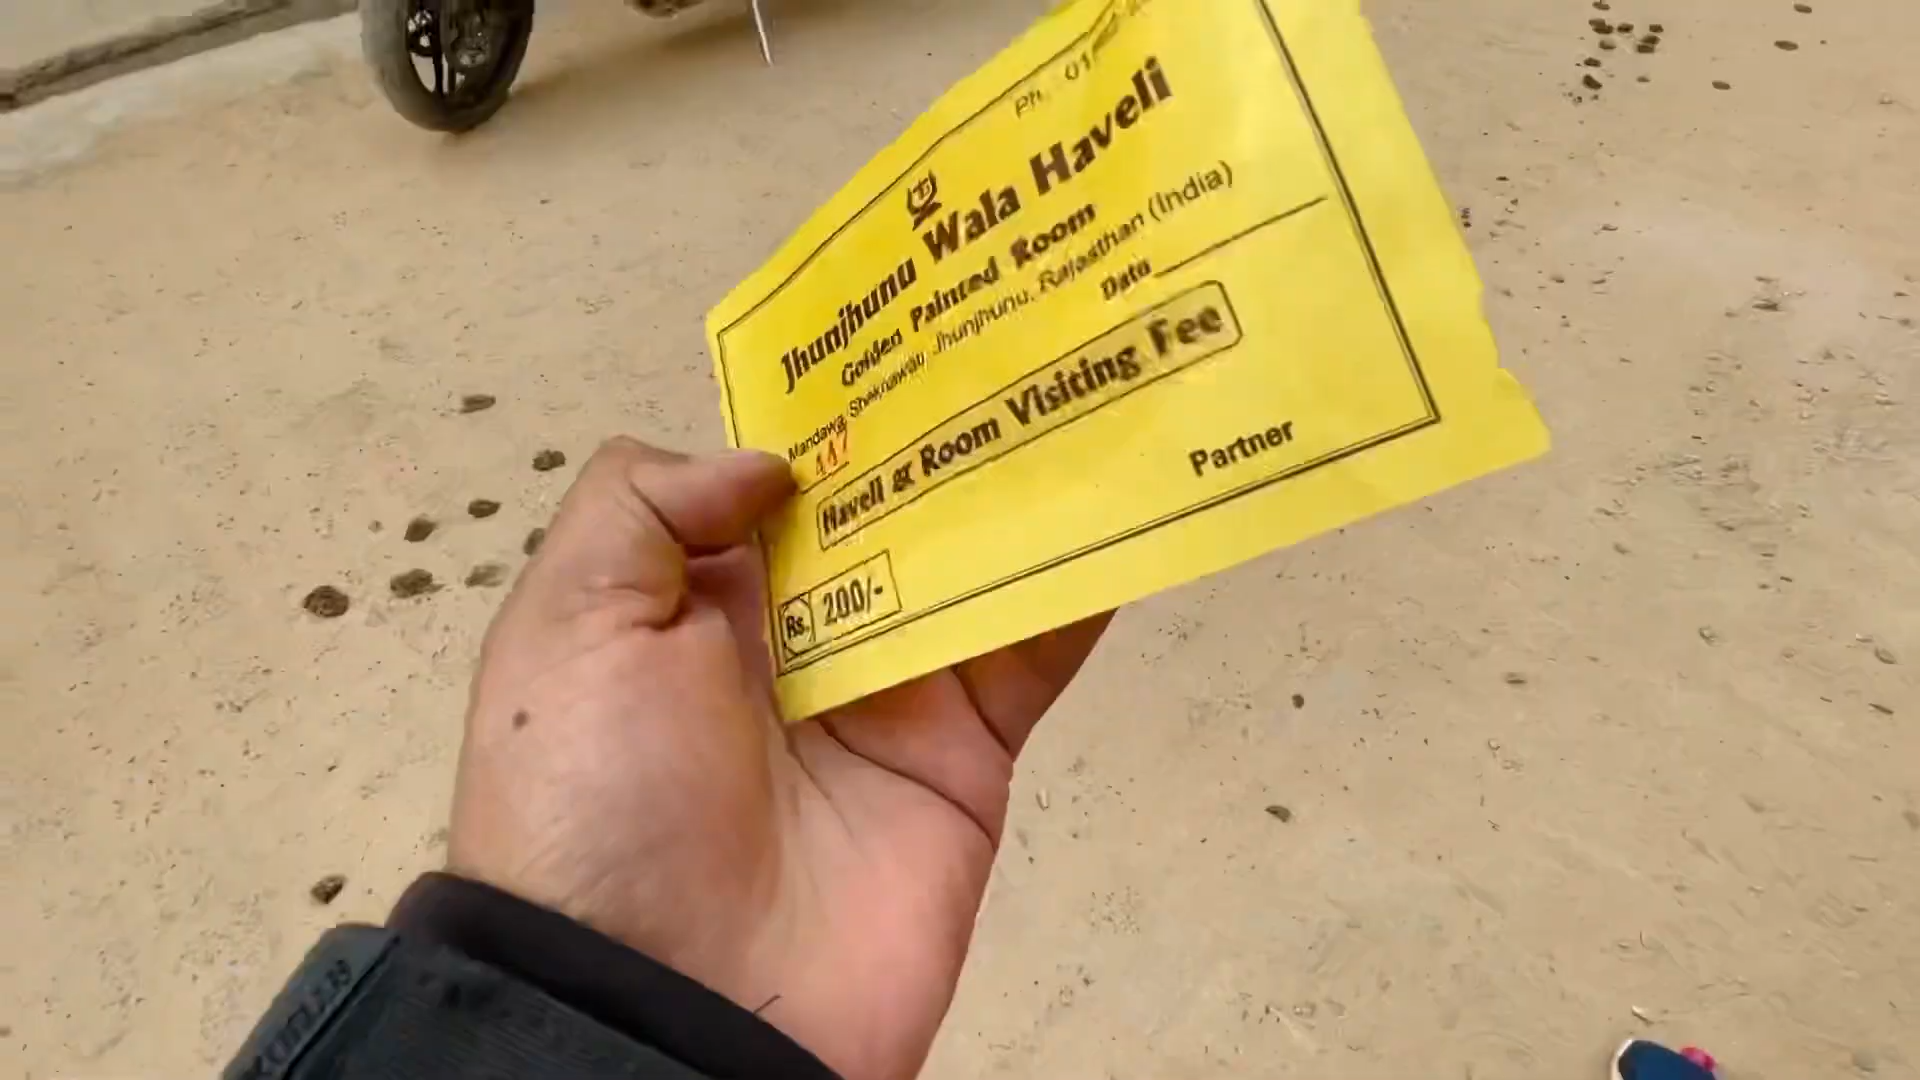 Ph. : 01
Jhunjhunu Wala Haveli
Golden Painted Room
Mandawa, Shekhawati, Jhunjhunu, Rajasthan (India)
447
Date
Haveli & Room Visiting Fee
Rs. 200/-
Partner